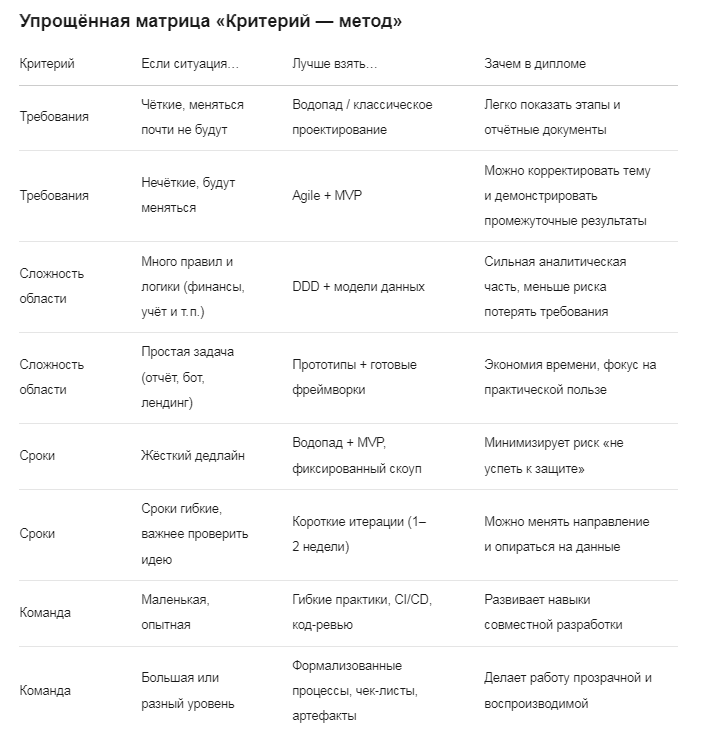 Упрощённая матрица «Критерий — метод»
Критерий
Если ситуация…
Лучше взять…
Зачем в дипломе
Требования
Чёткие, меняться
почти не будут
Водопад / классическое
проектирование
Легко показать этапы и
отчётные документы
Требования
Нечёткие, будут
меняться
Agile + MVP
Можно корректировать тему
и демонстрировать
промежуточные результаты
Сложность
области
Много правил и
логики (финансы,
учёт и т.п.)
DDD + модели данных
Сильная аналитическая
часть, меньше риска
потерять требования
Сложность
области
Простая задача
(отчёт, бот,
лендинг)
Прототипы + готовые
фреймворки
Экономия времени, фокус на
практической пользе
Сроки
Жёсткий дедлайн
Водопад + MVP,
фиксированный скоуп
Минимизирует риск «не
успеть к защите»
Сроки
Сроки гибкие,
важнее проверить
идею
Короткие итерации (1–
2 недели)
Можно менять направление
и опираться на данные
Команда
Маленькая,
опытная
Гибкие практики, CI/CD,
код-ревью
Развивает навыки
совместной разработки
Команда
Большая или
разный уровень
Формализованные
процессы, чек-листы,
артефакты
Делает работу прозрачной и
воспроизводимой